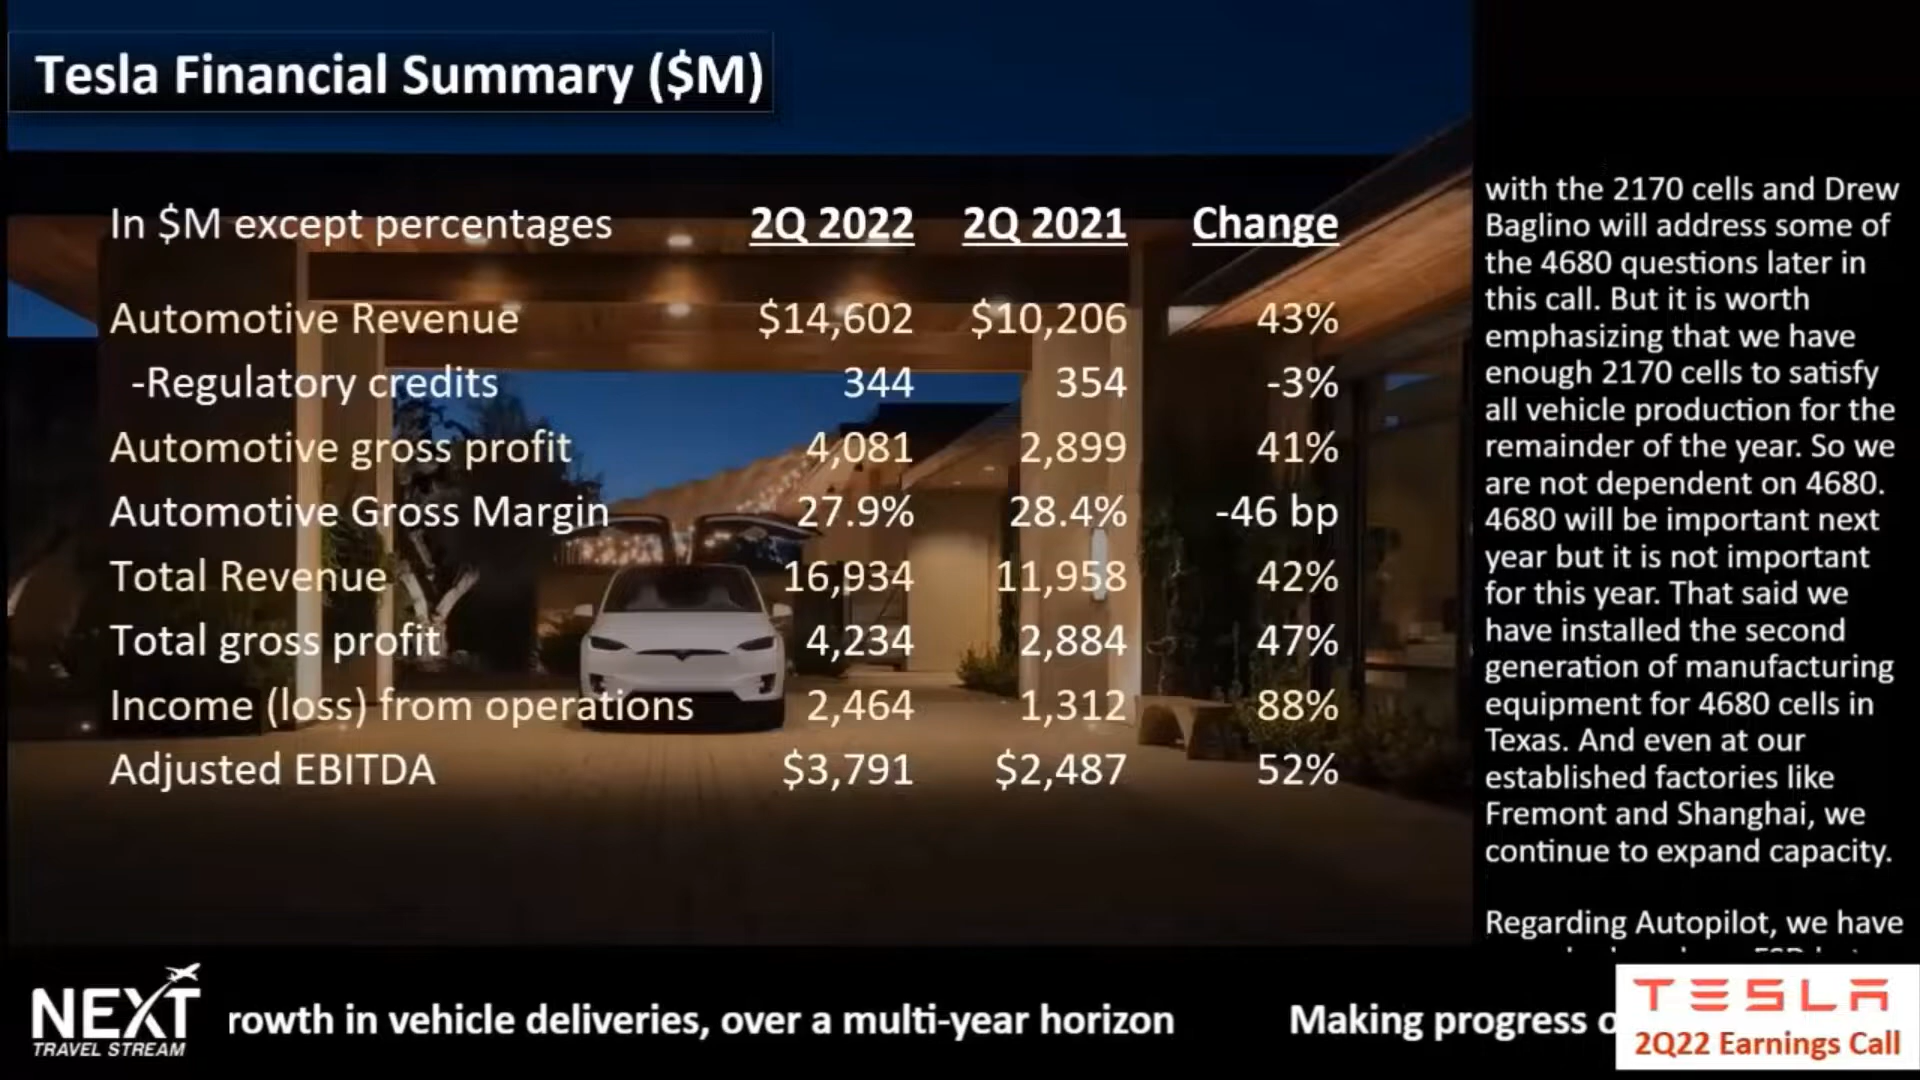 Tesla Financial Summary ($M)
In $M except percentages 2Q 2022 2Q 2021 Change
Automotive Revenue $14,602 $10,206 43%
-Regulatory credits 344 354 -3%
Automotive gross profit 4,081 2,899 41%
Automotive Gross Margin 27.9% 28.4% -46 bp
Total Revenue 16,934 11,958 42%
Total gross profit 4,234 2,884 47%
Income (loss) from operations 2,464 1,312 88%
Adjusted EBITDA $3,791 $2,487 52%
with the 2170 cells and Drew
Baglino will address some of
the 4680 questions later in
this call. But it is worth
emphasizing that we have
enough 2170 cells to satisfy
all vehicle production for the
remainder of the year. So we
are not dependent on 4680.
4680 will be important next
year but it is not important
for this year. That said we
have installed the second
generation of manufacturing
equipment for 4680 cells in
Texas. And even at our
established factories like
Fremont and Shanghai, we
continue to expand capacity.
Regarding Autopilot, we have
NEXT
TRAVEL STREAM
rowth in vehicle deliveries, over a multi-year horizon Making progress o
TESLA
2Q22 Earnings Call